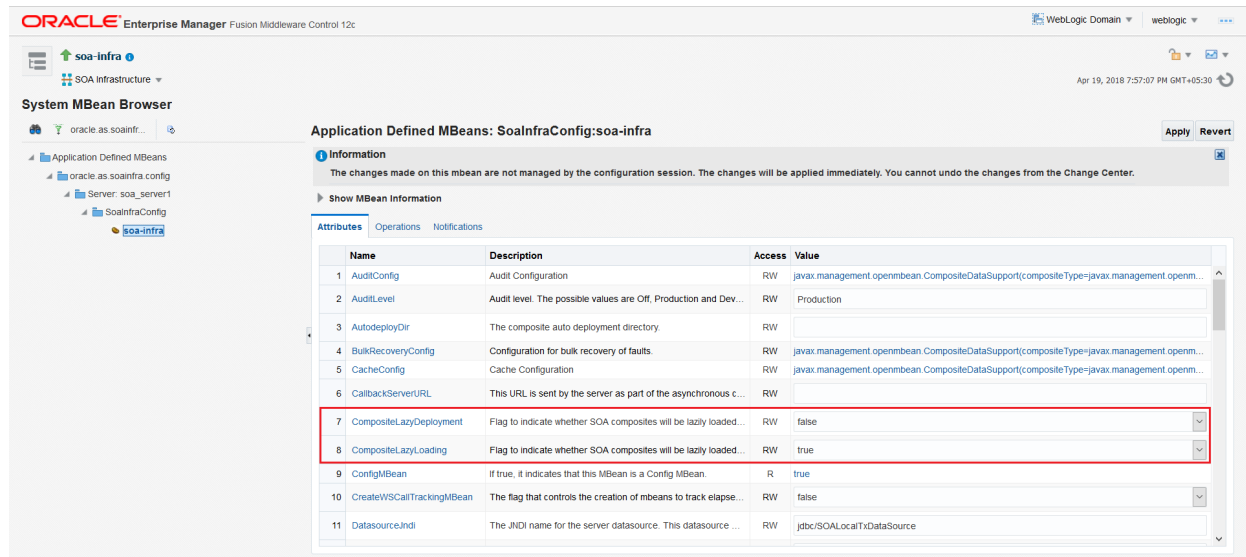 ORACLE Enterprise Manager Fusion Middleware Control 12c
WebLogic Domain weblogic
soa-infra
SOA Infrastructure
Apr 19, 2018 7:57:07 PM GMT+05:30
System MBean Browser
oracle.as.soainfr...
Application Defined MBeans
oracle.as.soainfra.config
Server: soa_server1
SoaInfraConfig
soa-infra
Application Defined MBeans: SoaInfraConfig:soa-infra
Apply Revert
Information
The changes made on this mbean are not managed by the configuration session. The changes will be applied immediately. You cannot undo the changes from the Change Center.
Show MBean Information
Attributes Operations Notifications
Name Description Access Value
1 AuditConfig Audit Configuration RW javax.management.openmbean.CompositeDataSupport(compositeType=javax.management.openm...
2 AuditLevel Audit level. The possible values are Off, Production and Dev... RW Production
3 AutodeployDir The composite auto deployment directory. RW
4 BulkRecoveryConfig Configuration for bulk recovery of faults. RW javax.management.openmbean.CompositeDataSupport(compositeType=javax.management.openm...
5 CacheConfig Cache Configuration RW javax.management.openmbean.CompositeDataSupport(compositeType=javax.management.openm...
6 CallbackServerURL This URL is sent by the server as part of the asynchronous c... RW
7 CompositeLazyDeployment Flag to indicate whether SOA composites will be lazily loaded... RW false
8 CompositeLazyLoading Flag to indicate whether SOA composites will be lazily loaded... RW true
9 ConfigMBean If true, it indicates that this MBean is a Config MBean. R true
10 CreateWSCallTrackingMBean The flag that controls the creation of mbeans to track elapse... RW false
11 DatasourceJndi The JNDI name for the server datasource. This datasource ... RW jdbc/SOALocalTxDataSource